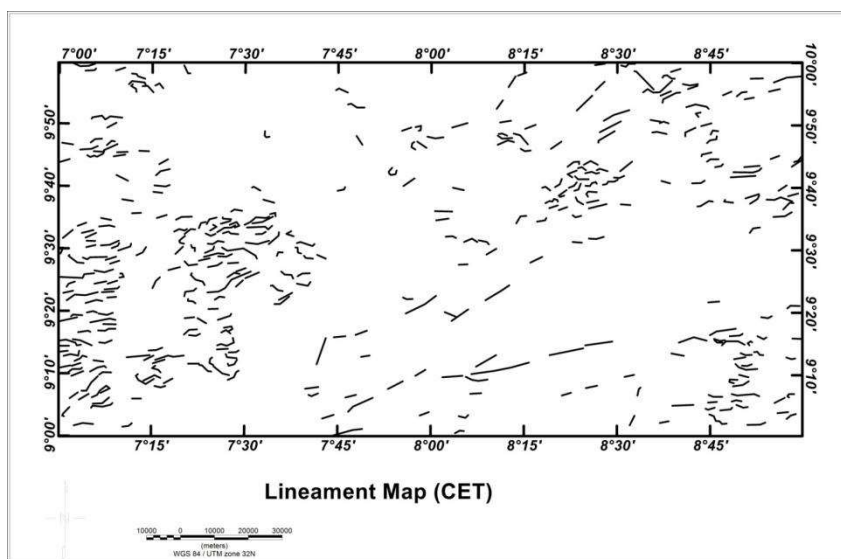 7°00' 7°15' 7°30' 7°45' 8°00' 8°15' 8°30' 8°45' 10°00'
9°50' 9°50'
9°40' 9°40'
9°30' 9°30'
9°20' 9°20'
9°10' 9°10'
9°00'
7°15' 7°30' 7°45' 8°00' 8°15' 8°30' 8°45'
Lineament Map (CET)
10000 0 10000 20000 30000
(meters)
WGS 84 / UTM zone 32N